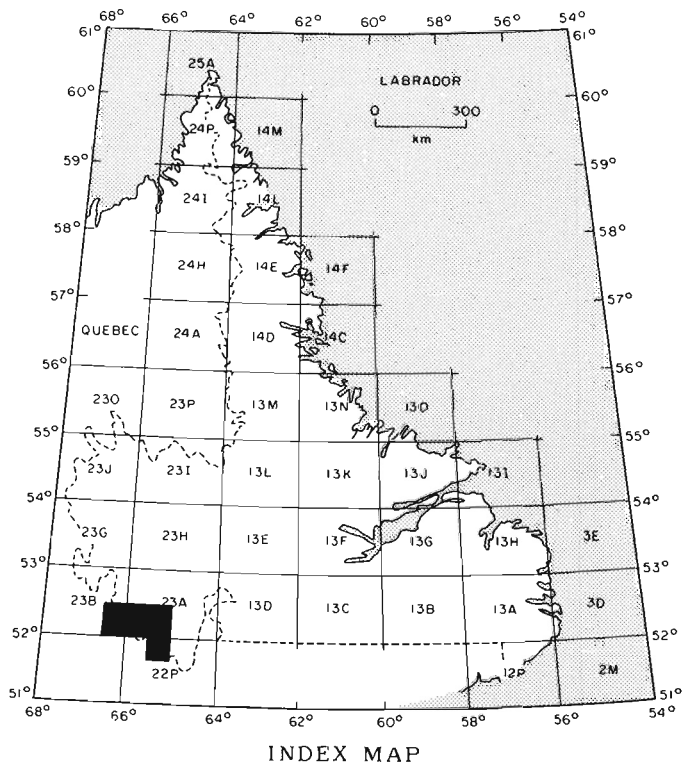 68° 66° 64° 62° 60° 58° 56° 54°
61° 61°
25A
LABRADOR
60° 60°
0 300
km
24P 14M
59° 59°
24I 14L
58° 58°
24H 14E 14F
57° 57°
QUEBEC 24A 14D 14C
56° 56°
23O 23P 13M 13N 13O
55° 55°
23J 23I 13L 13K 13J 13I
54° 54°
23G 23H 13E 13F 13G 13H 3E
53° 53°
23B 23A 13D 13C 13B 13A 3D
52° 52°
22P 12P 2M
51° 51°
68° 66° 64° 62° 60° 58° 56° 54°
INDEX MAP